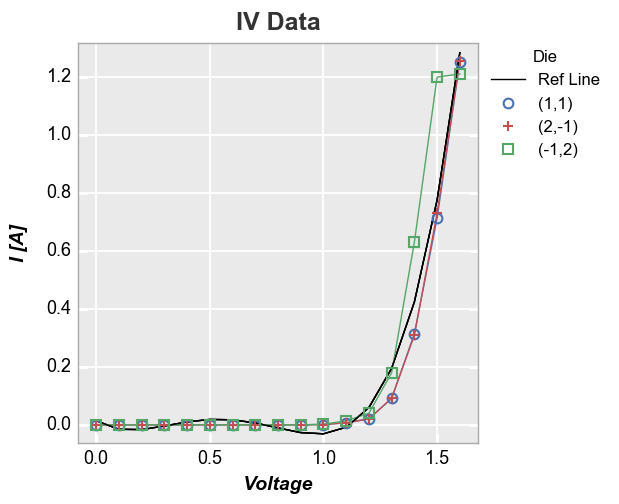 IV Data
Die
Ref Line
(1,1)
(2,-1)
(-1,2)
I [A]
1.2
1.0
0.8
0.6
0.4
0.2
0.0
0.0 0.5 1.0 1.5
Voltage